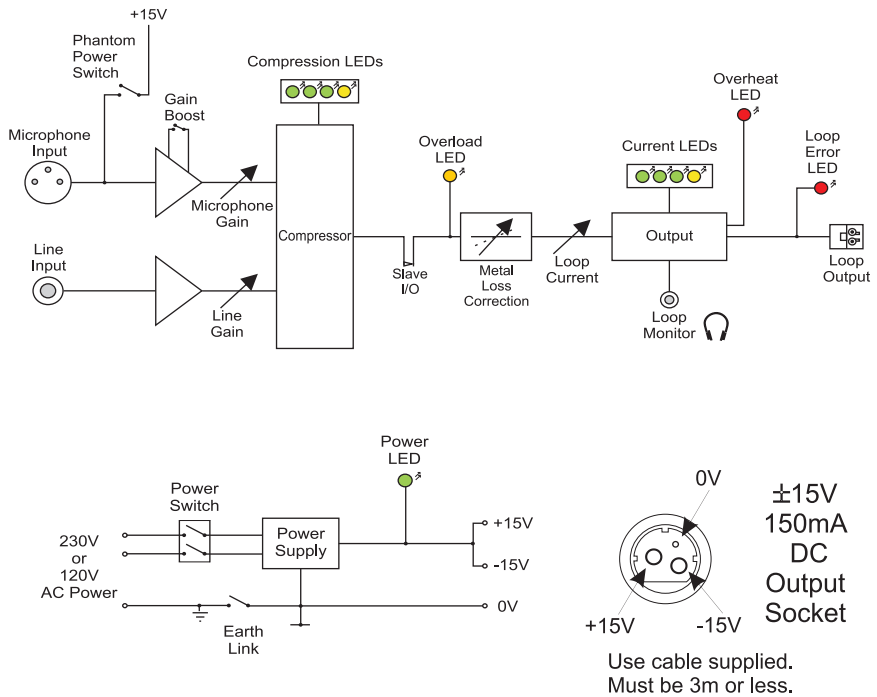 +15V
Phantom
Power
Switch
Gain
Boost
Microphone
Input
Microphone
Gain
Line
Input
Line
Gain
Compression LEDs
Compressor
Overload
LED
Slave
I/O
Metal
Loss
Correction
Loop
Current
Current LEDs
Output
Loop
Monitor
Overheat
LED
Loop
Error
LED
Loop
Output
Power
LED
Power
Switch
230V
or
120V
AC Power
Power
Supply
+15V
-15V
0V
Earth
Link
0V
+15V
-15V
±15V
150mA
DC
Output
Socket
Use cable supplied.
Must be 3m or less.